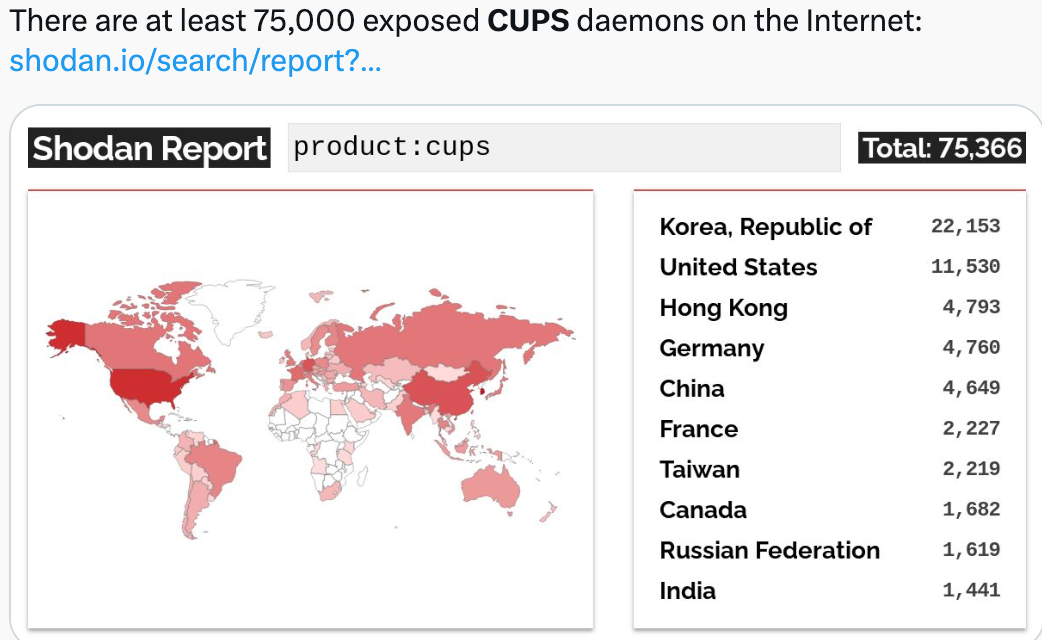 There are at least 75,000 exposed CUPS daemons on the Internet:
shodan.io/search/report?...
Shodan Report product:cups Total: 75,366
Korea, Republic of 22,153
United States 11,530
Hong Kong 4,793
Germany 4,760
China 4,649
France 2,227
Taiwan 2,219
Canada 1,682
Russian Federation 1,619
India 1,441